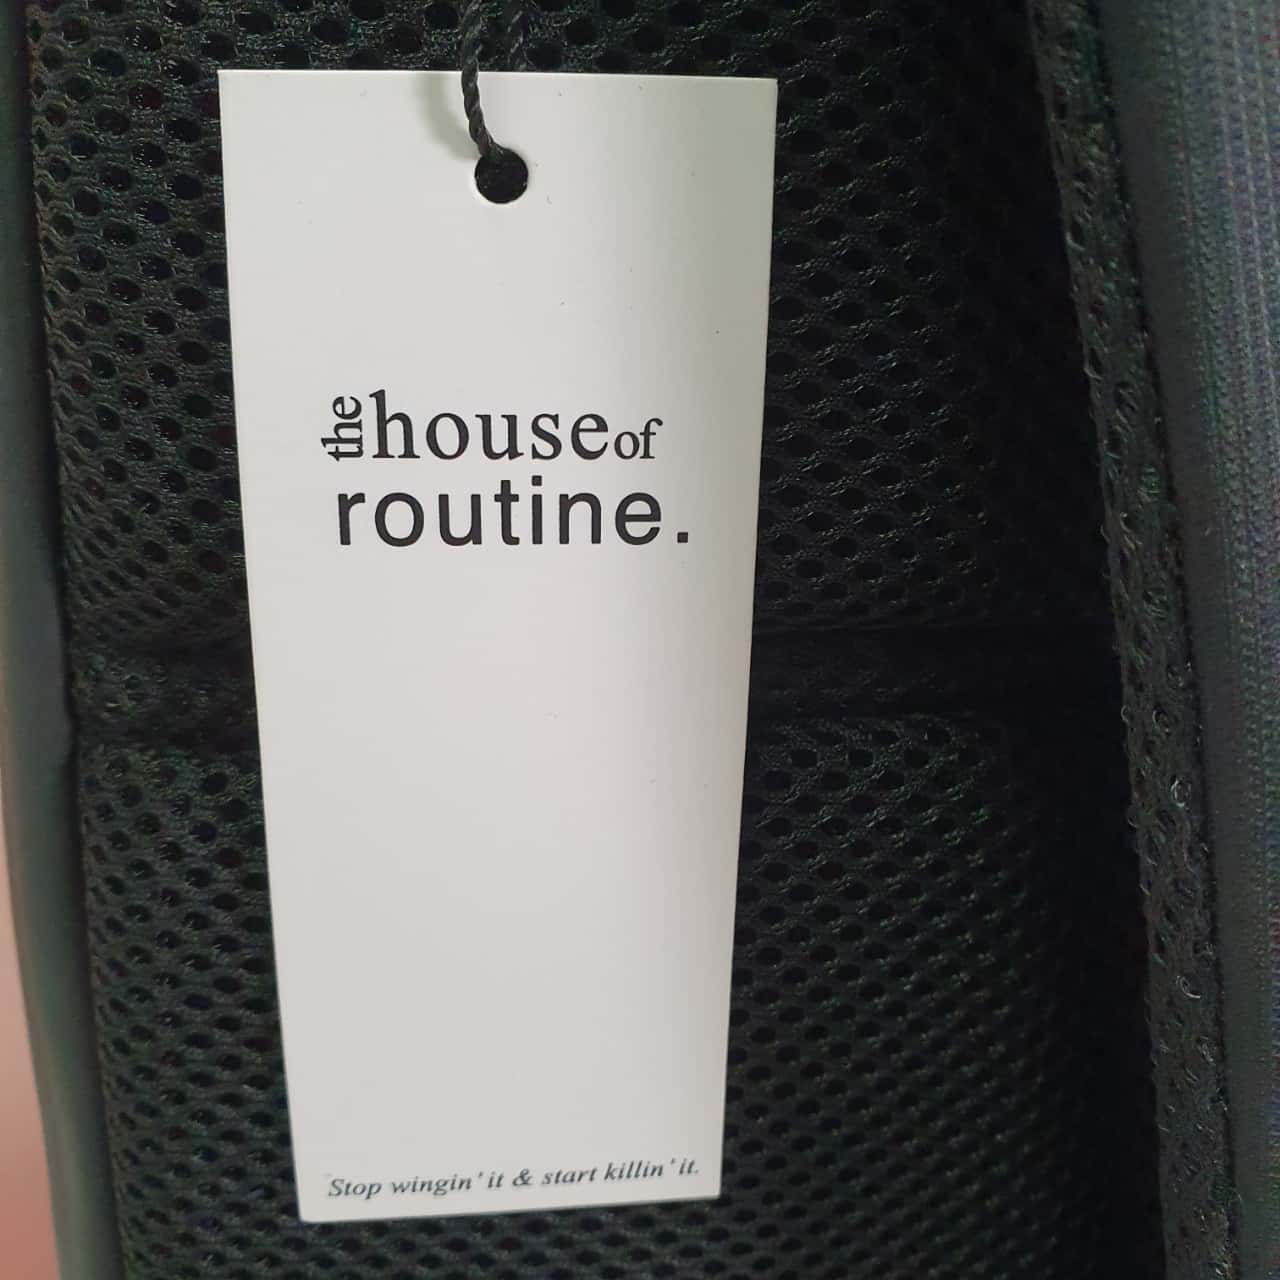 the house of
routine.
Stop wingin' it & start killin' it.